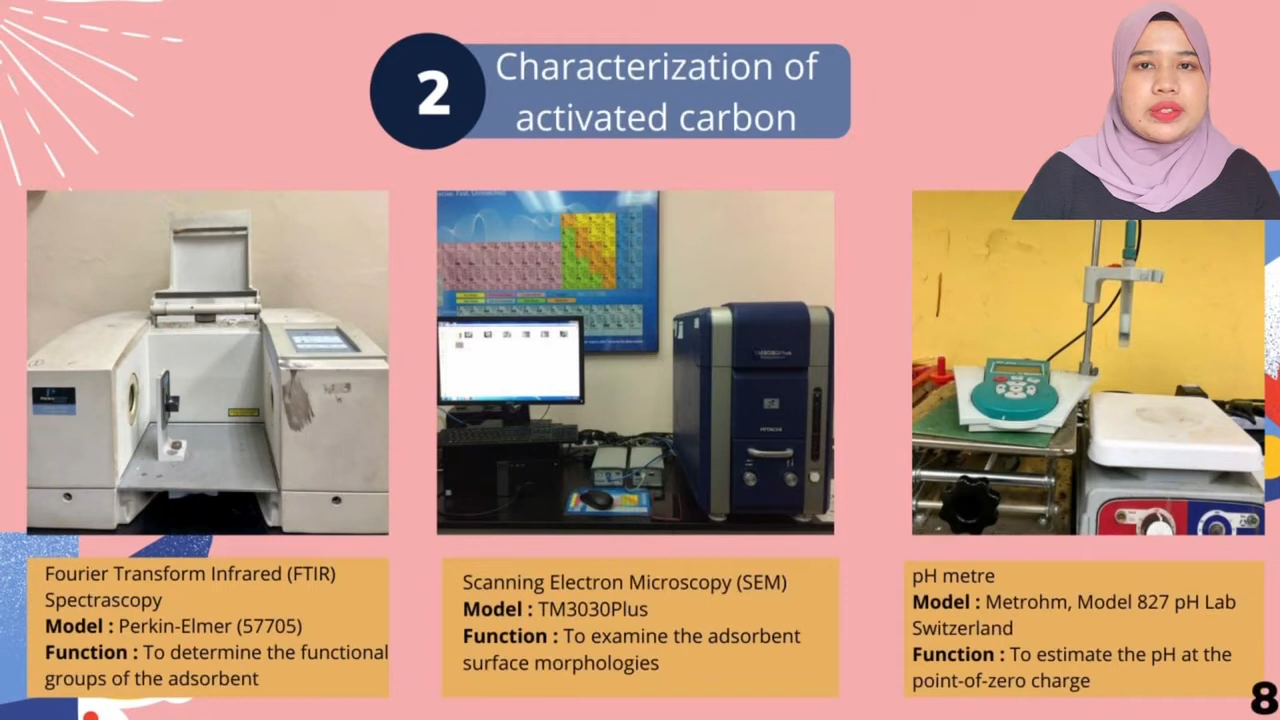 2
Characterization of
activated carbon
TM3030Plus
HITACHI
Fourier Transform Infrared (FTIR)
Spectrascopy
Model : Perkin-Elmer (57705)
Function : To determine the functional
groups of the adsorbent
Scanning Electron Microscopy (SEM)
Model : TM3030Plus
Function : To examine the adsorbent
surface morphologies
pH metre
Model : Metrohm, Model 827 pH Lab
Switzerland
Function : To estimate the pH at the
point-of-zero charge
8